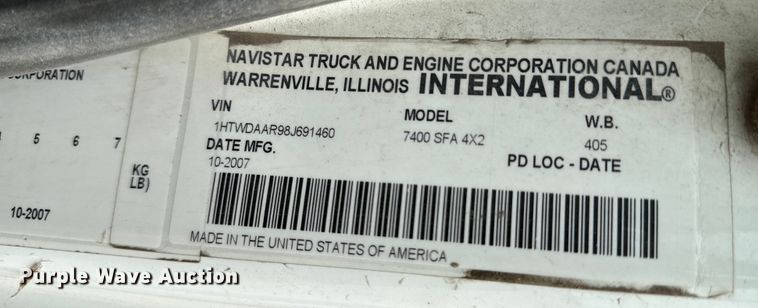 CORPORATION
5 6 7
KG
LB)
10-2007
NAVISTAR TRUCK AND ENGINE CORPORATION CANADA
WARRENVILLE, ILLINOIS INTERNATIONAL®
VIN MODEL W.B.
1HTWDAAR98J691460 7400 SFA 4X2 405
DATE MFG. PD LOC - DATE
10-2007
MADE IN THE UNITED STATES OF AMERICA
Purple Wave Auction